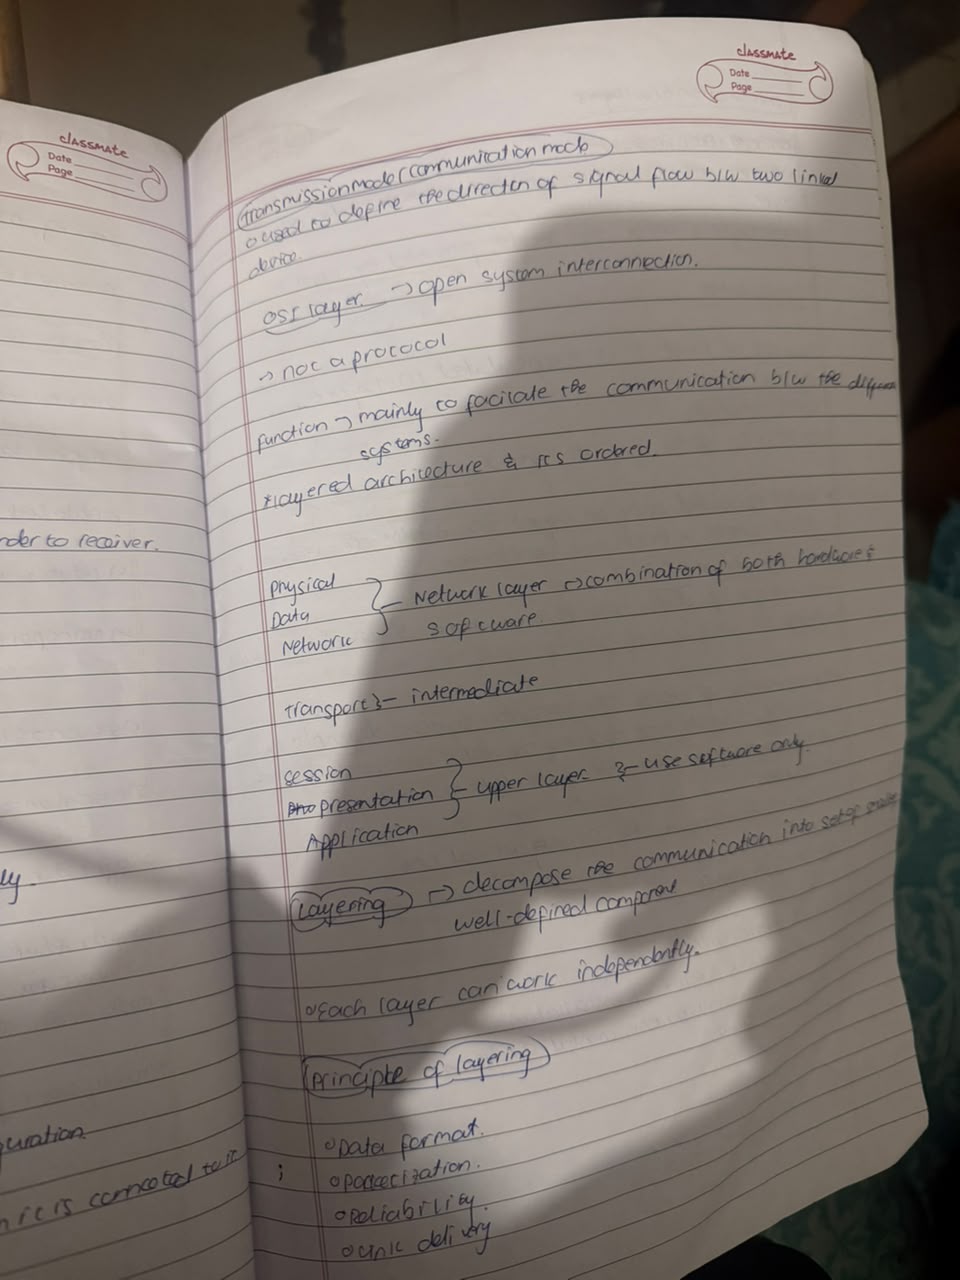 classmate
Date
Page
nder to receiver.
ly.
guration.
n it is connected to it
classmate
Date
Page
transmission mode (communication mode)
o used to define the direction of signal flow b/w two linked
device.
OSI layer. → open system interconnection.
→ not a protocol
function → mainly to facilate the communication b/w the different
systems.
*layered architecture & its ordered.
physical
Data
Network } - Network layer → combination of both hardware &
software.
transport } - intermediate
session
presentation } - upper layer } - use software only.
Application
Layering → decompose the communication into set of smaller
well-defined component
o Each layer can work independently.
principle of layering
o Data format.
o packetization.
o Reliability.
delivery